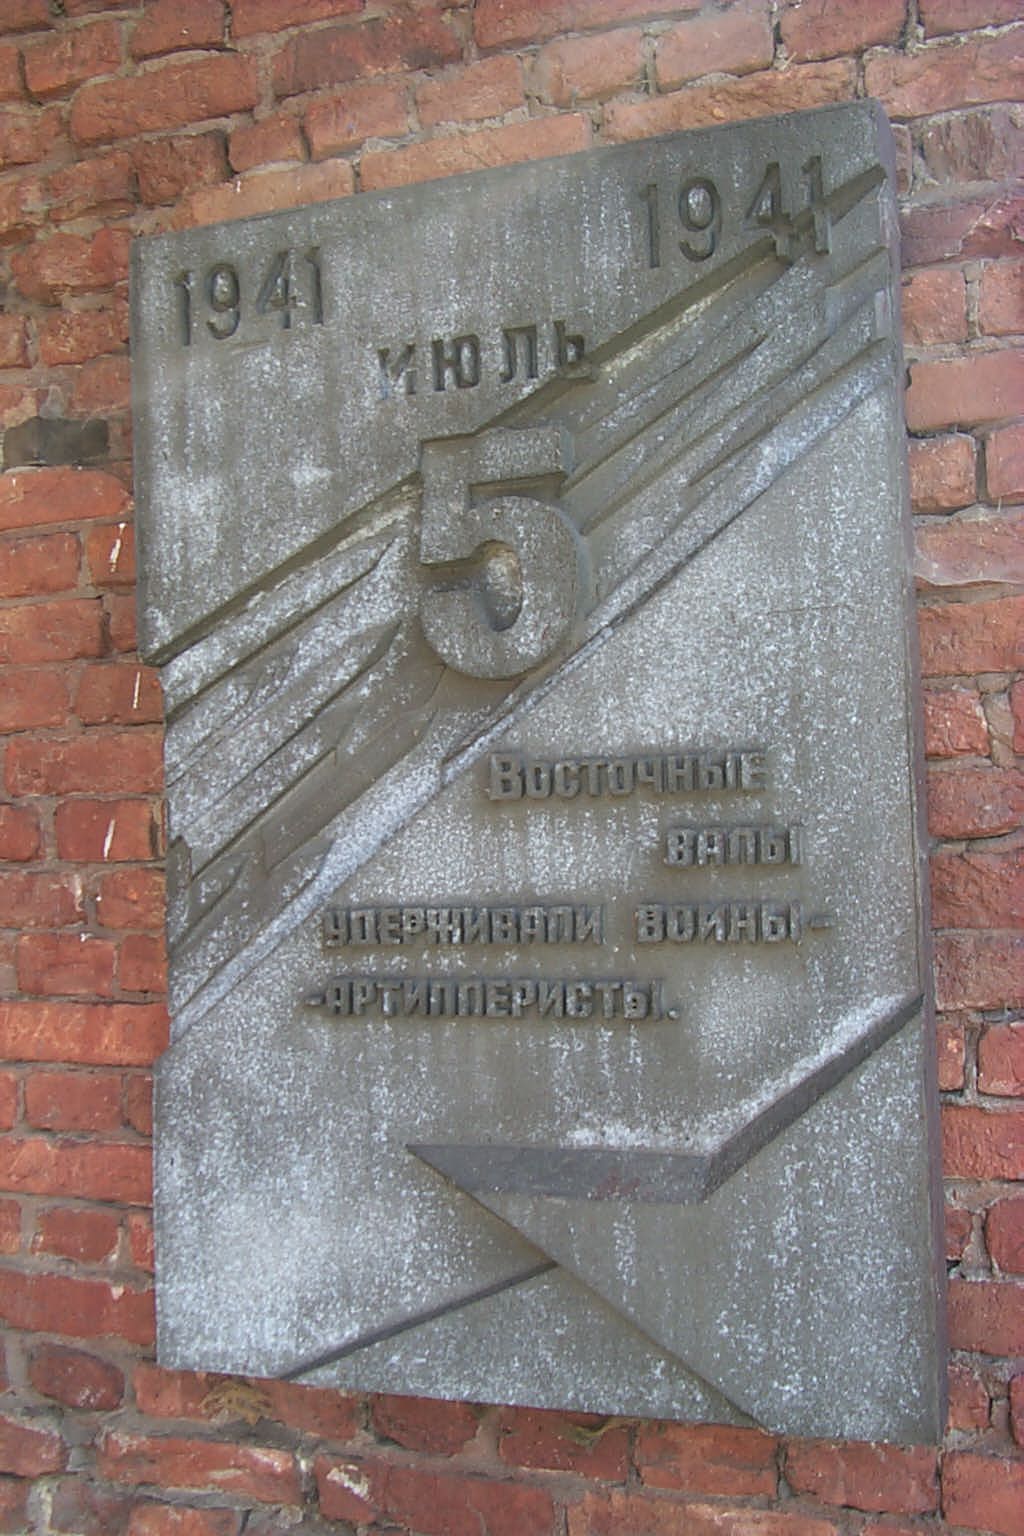 1941 1941
ИЮЛЬ
5
ВОСТОЧНЫЕ
ВАЛЫ
УДЕРЖИВАЛИ ВОИНЫ-
-АРТИЛЛЕРИСТЫ.